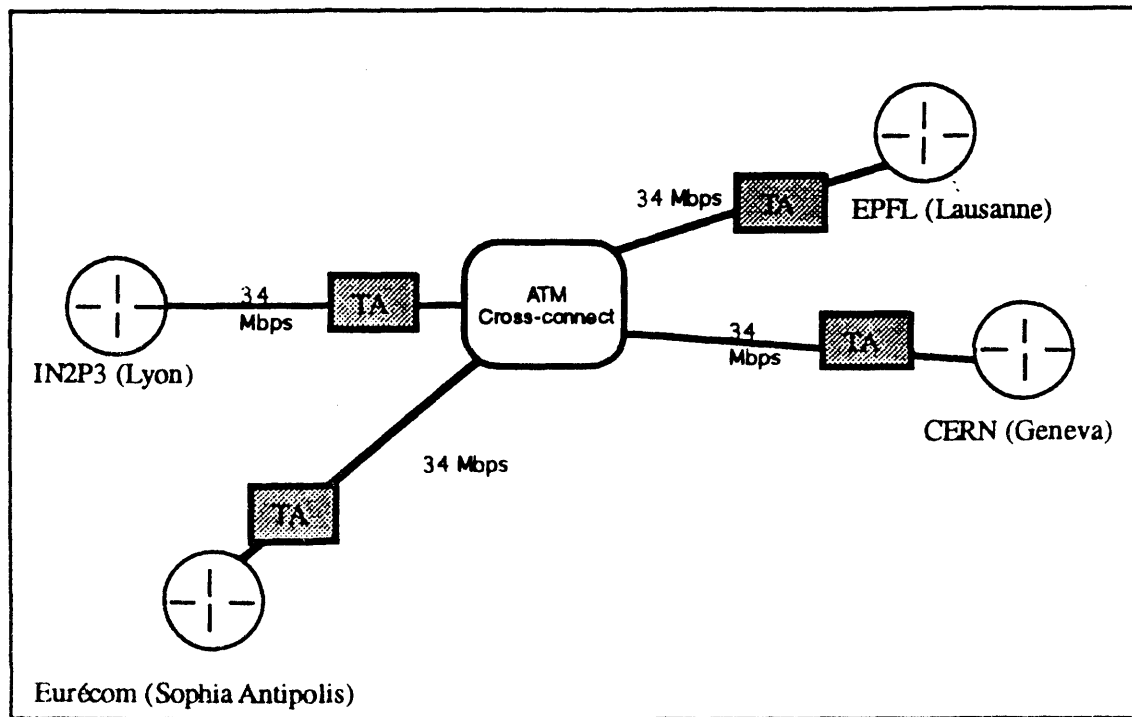 34 Mbps
TA
EPFL (Lausanne)
ATM
Cross-connect
34
Mbps
TA
IN2P3 (Lyon)
34
Mbps
TA
CERN (Geneva)
34 Mbps
TA
Eurécom (Sophia Antipolis)